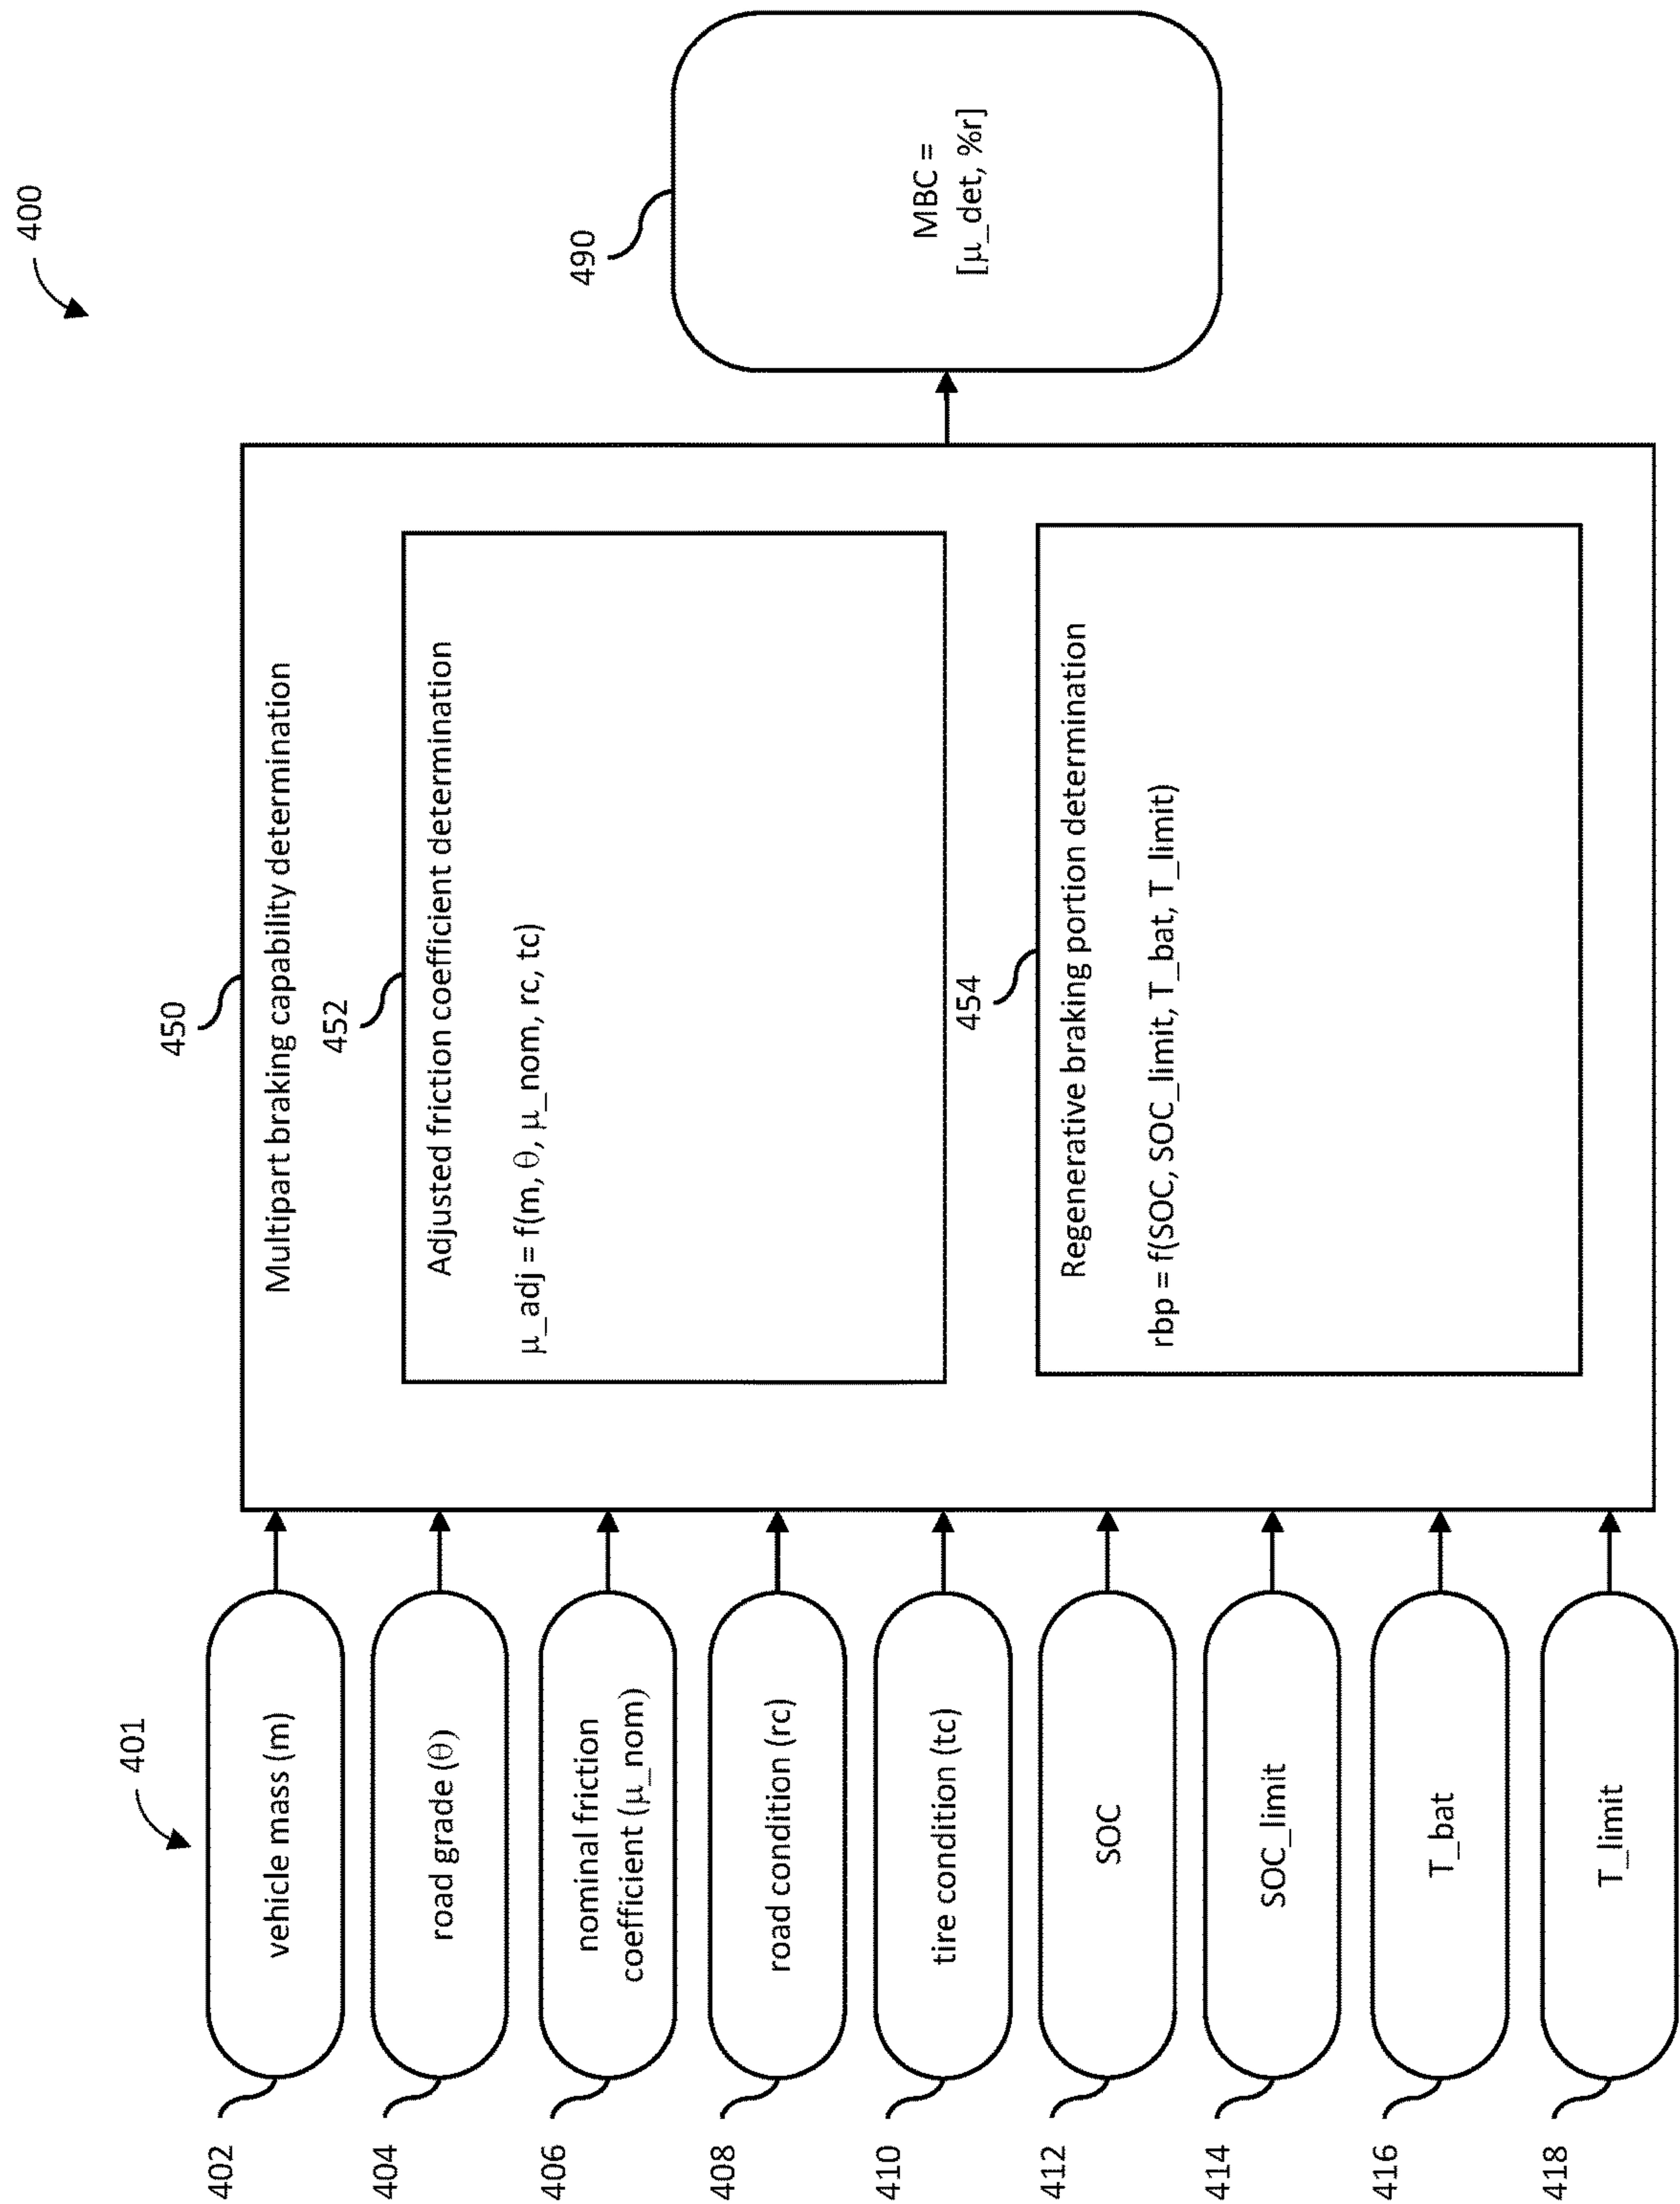 400
401
402
vehicle mass (m)
404
road grade (θ)
406
nominal friction
coefficient (μ_nom)
408
road condition (rc)
410
tire condition (tc)
412
SOC
414
SOC_limit
416
T_bat
418
T_limit
450
Multipart braking capability determination
452
Adjusted friction coefficient determination
μ_adj = f(m, θ, μ_nom, rc, tc)
454
Regenerative braking portion determination
rbp = f(SOC, SOC_limit, T_bat, T_limit)
490
MBC =
[μ_det, %r]